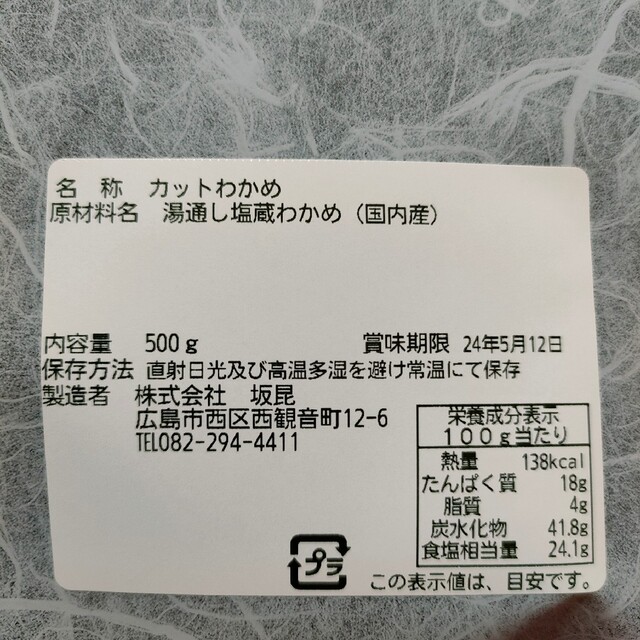 名 称 カットわかめ
原材料名 湯通し塩蔵わかめ（国内産）
内容量 500ｇ 賞味期限 24年5月12日
保存方法 直射日光及び高温多湿を避け常温にて保存
製造者 株式会社 坂昆
広島市西区西観音町12-6
TEL082-294-4411
栄養成分表示
100ｇ当たり
熱量 138kcal
たんぱく質 18g
脂質 4g
炭水化物 41.8g
食塩相当量 24.1g
プラ
この表示値は、目安です。